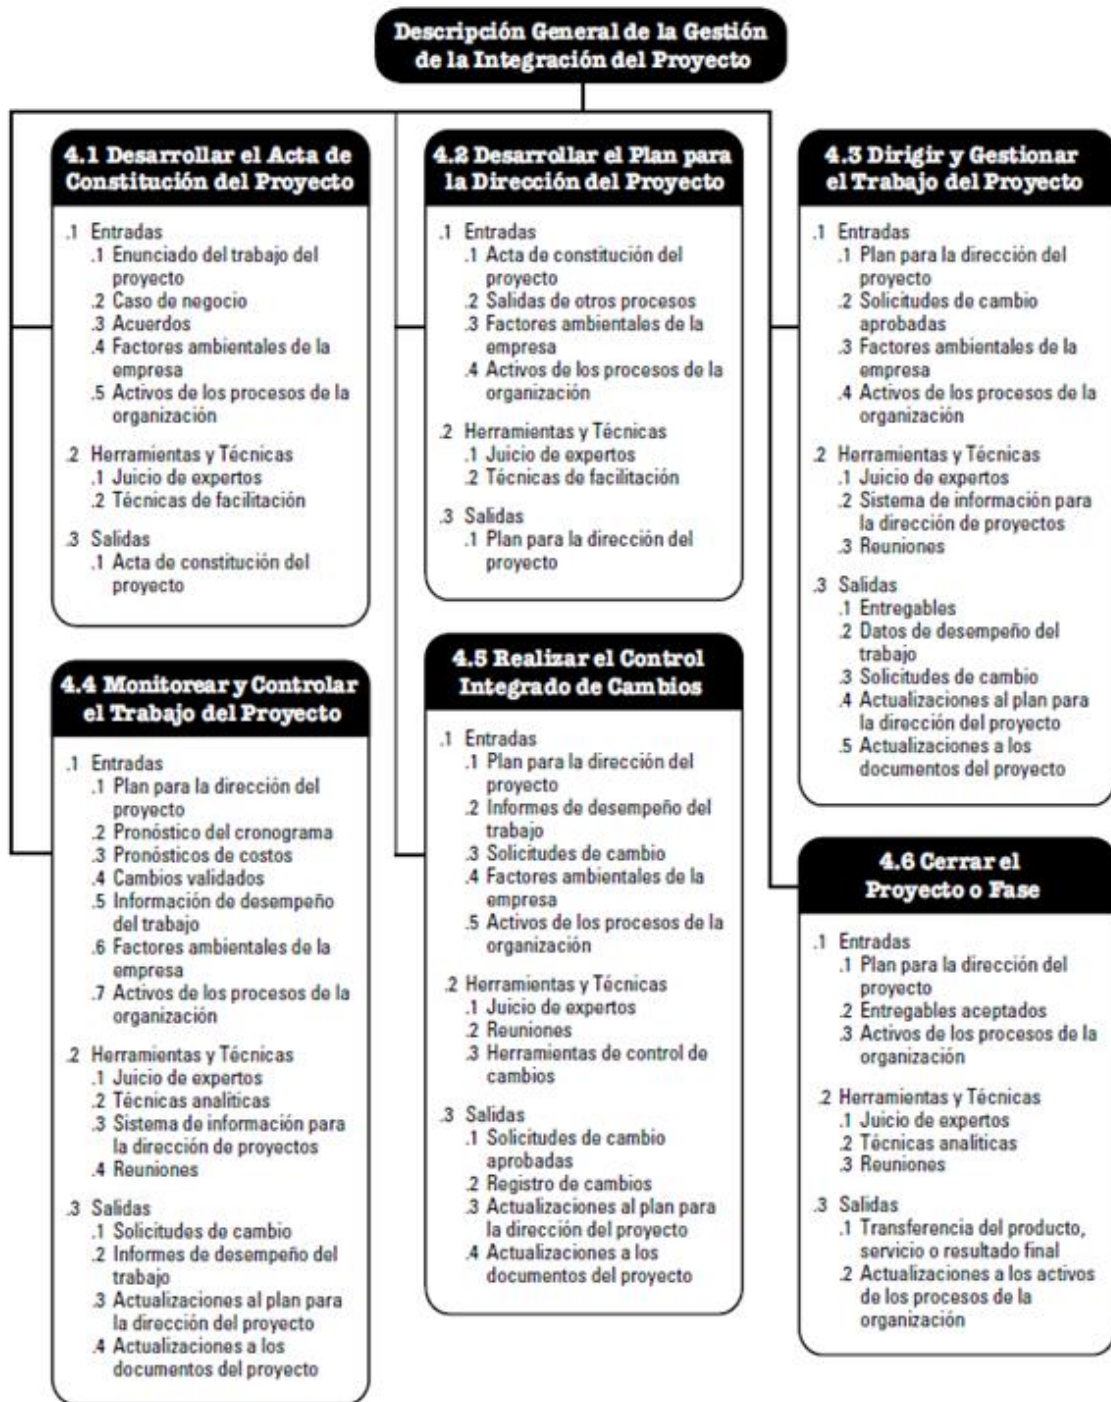 Descripción General de la Gestión
de la Integración del Proyecto
4.1 Desarrollar el Acta de
Constitución del Proyecto
.1 Entradas
.1 Enunciado del trabajo del
proyecto
.2 Caso de negocio
.3 Acuerdos
.4 Factores ambientales de la
empresa
.5 Activos de los procesos de la
organización
.2 Herramientas y Técnicas
.1 Juicio de expertos
.2 Técnicas de facilitación
.3 Salidas
.1 Acta de constitución del
proyecto
4.2 Desarrollar el Plan para
la Dirección del Proyecto
.1 Entradas
.1 Acta de constitución del
proyecto
.2 Salidas de otros procesos
.3 Factores ambientales de la
empresa
.4 Activos de los procesos de la
organización
.2 Herramientas y Técnicas
.1 Juicio de expertos
.2 Técnicas de facilitación
.3 Salidas
.1 Plan para la dirección del
proyecto
4.3 Dirigir y Gestionar
el Trabajo del Proyecto
.1 Entradas
.1 Plan para la dirección del
proyecto
.2 Solicitudes de cambio
aprobadas
.3 Factores ambientales de la
empresa
.4 Activos de los procesos de la
organización
.2 Herramientas y Técnicas
.1 Juicio de expertos
.2 Sistema de información para
la dirección de proyectos
.3 Reuniones
.3 Salidas
.1 Entregables
.2 Datos de desempeño del
trabajo
.3 Solicitudes de cambio
.4 Actualizaciones al plan para
la dirección del proyecto
.5 Actualizaciones a los
documentos del proyecto
4.4 Monitorear y Controlar
el Trabajo del Proyecto
.1 Entradas
.1 Plan para la dirección del
proyecto
.2 Pronóstico del cronograma
.3 Pronósticos de costos
.4 Cambios validados
.5 Información de desempeño
del trabajo
.6 Factores ambientales de la
empresa
.7 Activos de los procesos de la
organización
.2 Herramientas y Técnicas
.1 Juicio de expertos
.2 Técnicas analíticas
.3 Sistema de información para
la dirección de proyectos
.4 Reuniones
.3 Salidas
.1 Solicitudes de cambio
.2 Informes de desempeño del
trabajo
.3 Actualizaciones al plan para
la dirección del proyecto
.4 Actualizaciones a los
documentos del proyecto
4.5 Realizar el Control
Integrado de Cambios
.1 Entradas
.1 Plan para la dirección del
proyecto
.2 Informes de desempeño del
trabajo
.3 Solicitudes de cambio
.4 Factores ambientales de la
empresa
.5 Activos de los procesos de la
organización
.2 Herramientas y Técnicas
.1 Juicio de expertos
.2 Reuniones
.3 Herramientas de control de
cambios
.3 Salidas
.1 Solicitudes de cambio
aprobadas
.2 Registro de cambios
.3 Actualizaciones al plan para
la dirección del proyecto
.4 Actualizaciones a los
documentos del proyecto
4.6 Cerrar el
Proyecto o Fase
.1 Entradas
.1 Plan para la dirección del
proyecto
.2 Entregables aceptados
.3 Activos de los procesos de la
organización
.2 Herramientas y Técnicas
.1 Juicio de expertos
.2 Técnicas analíticas
.3 Reuniones
.3 Salidas
.1 Transferencia del producto,
servicio o resultado final
.2 Actualizaciones a los activos
de los procesos de la
organización